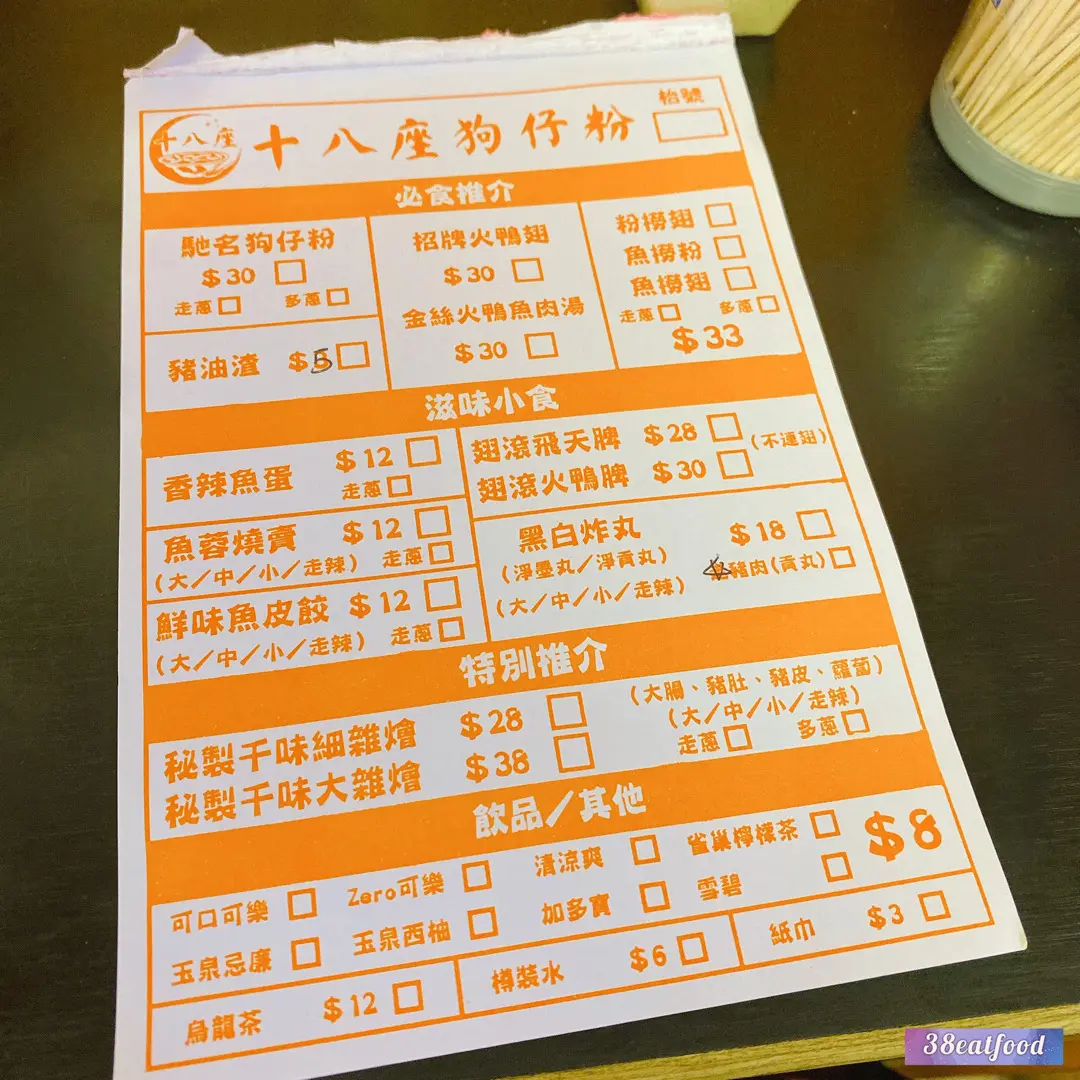 枱號
十八座
十八座狗仔粉
必食推介
馳名狗仔粉
$30
走蔥 多蔥
豬油渣 $5
招牌火鴨翅
$30
金絲火鴨魚肉湯
$30
粉撈翅
魚撈粉
魚撈翅
走蔥 多蔥
$33
滋味小食
香辣魚蛋 $12
走蔥
魚蓉燒賣 $12
(大/中/小/走辣) 走蔥
鮮味魚皮餃 $12
(大/中/小/走辣) 走蔥
翅滾飛天髀 $28
(不連翅)
翅滾火鴨髀 $30
黑白炸丸 $18
(淨墨丸/淨貢丸) 豬肉(貢丸)
(大/中/小/走辣)
特別推介
秘製千味細雜燴 $28
秘製千味大雜燴 $38
(大腸、豬肚、豬皮、蘿蔔)
(大/中/小/走辣)
走蔥 多蔥
飲品/其他
可口可樂 Zero可樂 清涼爽 雀巢檸檬茶 $8
玉泉忌廉 玉泉西柚 加多寶 雪碧
烏龍茶 $12 樽裝水 $6 紙巾 $3
38eatfood